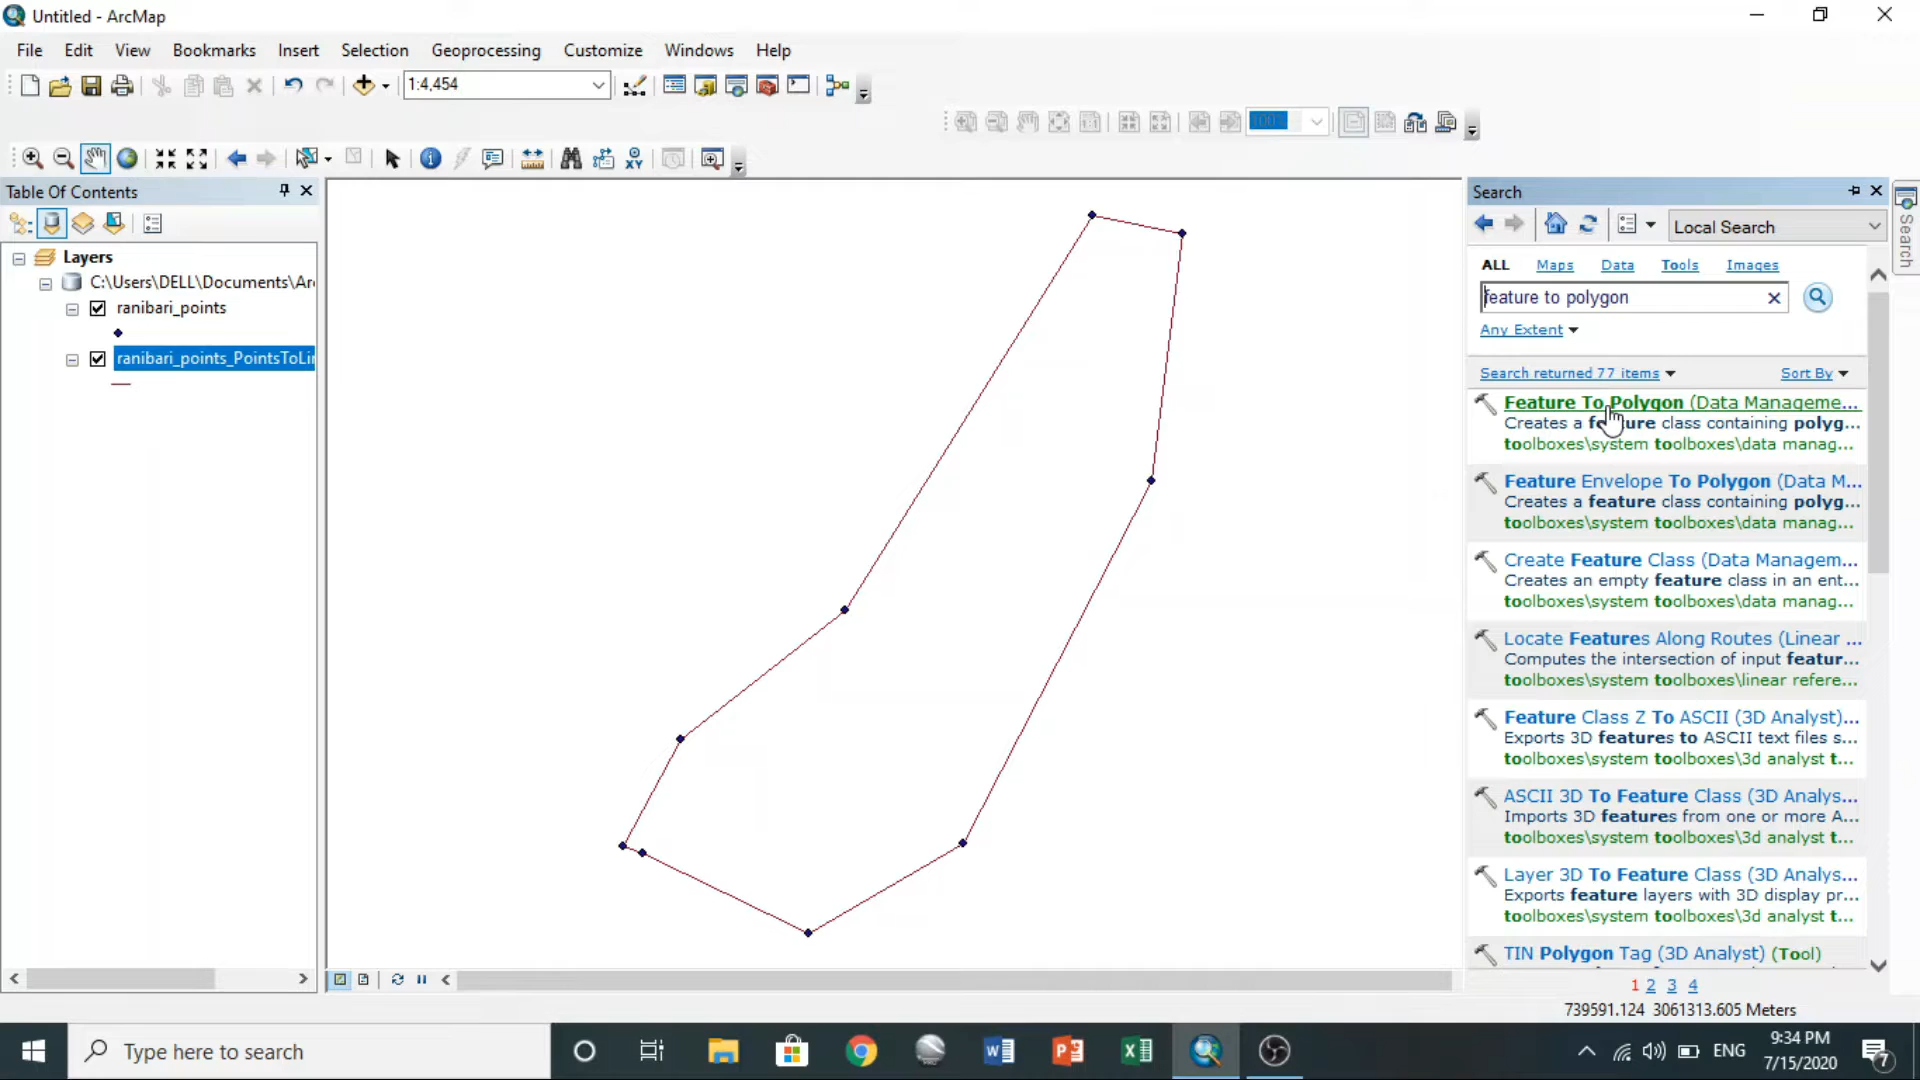 Untitled - ArcMap
File Edit View Bookmarks Insert Selection Geoprocessing Customize Windows Help
1:4,454
100%
Table Of Contents
Layers
C:\Users\DELL\Documents\Arc
ranibari_points
ranibari_points_PointsToLin
Search
Local Search
Search
ALL Maps Data Tools Images
feature to polygon
Any Extent
Search returned 77 items Sort By
Feature To Polygon (Data Manageme...
Creates a feature class containing polyg...
toolboxes\system toolboxes\data manag...
Feature Envelope To Polygon (Data M...
Creates a feature class containing polyg...
toolboxes\system toolboxes\data manag...
Create Feature Class (Data Managem...
Creates an empty feature class in an ent...
toolboxes\system toolboxes\data manag...
Locate Features Along Routes (Linear ...
Computes the intersection of input featur...
toolboxes\system toolboxes\linear refere...
Feature Class Z To ASCII (3D Analyst)...
Exports 3D features to ASCII text files s...
toolboxes\system toolboxes\3d analyst t...
ASCII 3D To Feature Class (3D Analys...
Imports 3D features from one or more A...
toolboxes\system toolboxes\3d analyst t...
Layer 3D To Feature Class (3D Analys...
Exports feature layers with 3D display pr...
toolboxes\system toolboxes\3d analyst t...
TIN Polygon Tag (3D Analyst) (Tool)
1 2 3 4
739591.124 3061313.605 Meters
Type here to search
ENG
9:34 PM
7/15/2020
7